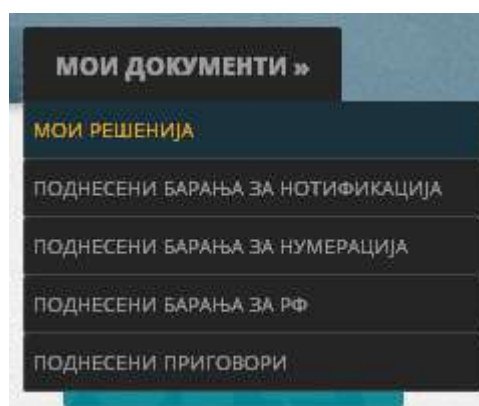 МОИ ДОКУМЕНТИ »
МОИ РЕШЕНИЈА
ПОДНЕСЕНИ БАРАЊА ЗА НОТИФИКАЦИЈА
ПОДНЕСЕНИ БАРАЊА ЗА НУМЕРАЦИЈА
ПОДНЕСЕНИ БАРАЊА ЗА РФ
ПОДНЕСЕНИ ПРИГОВОРИ